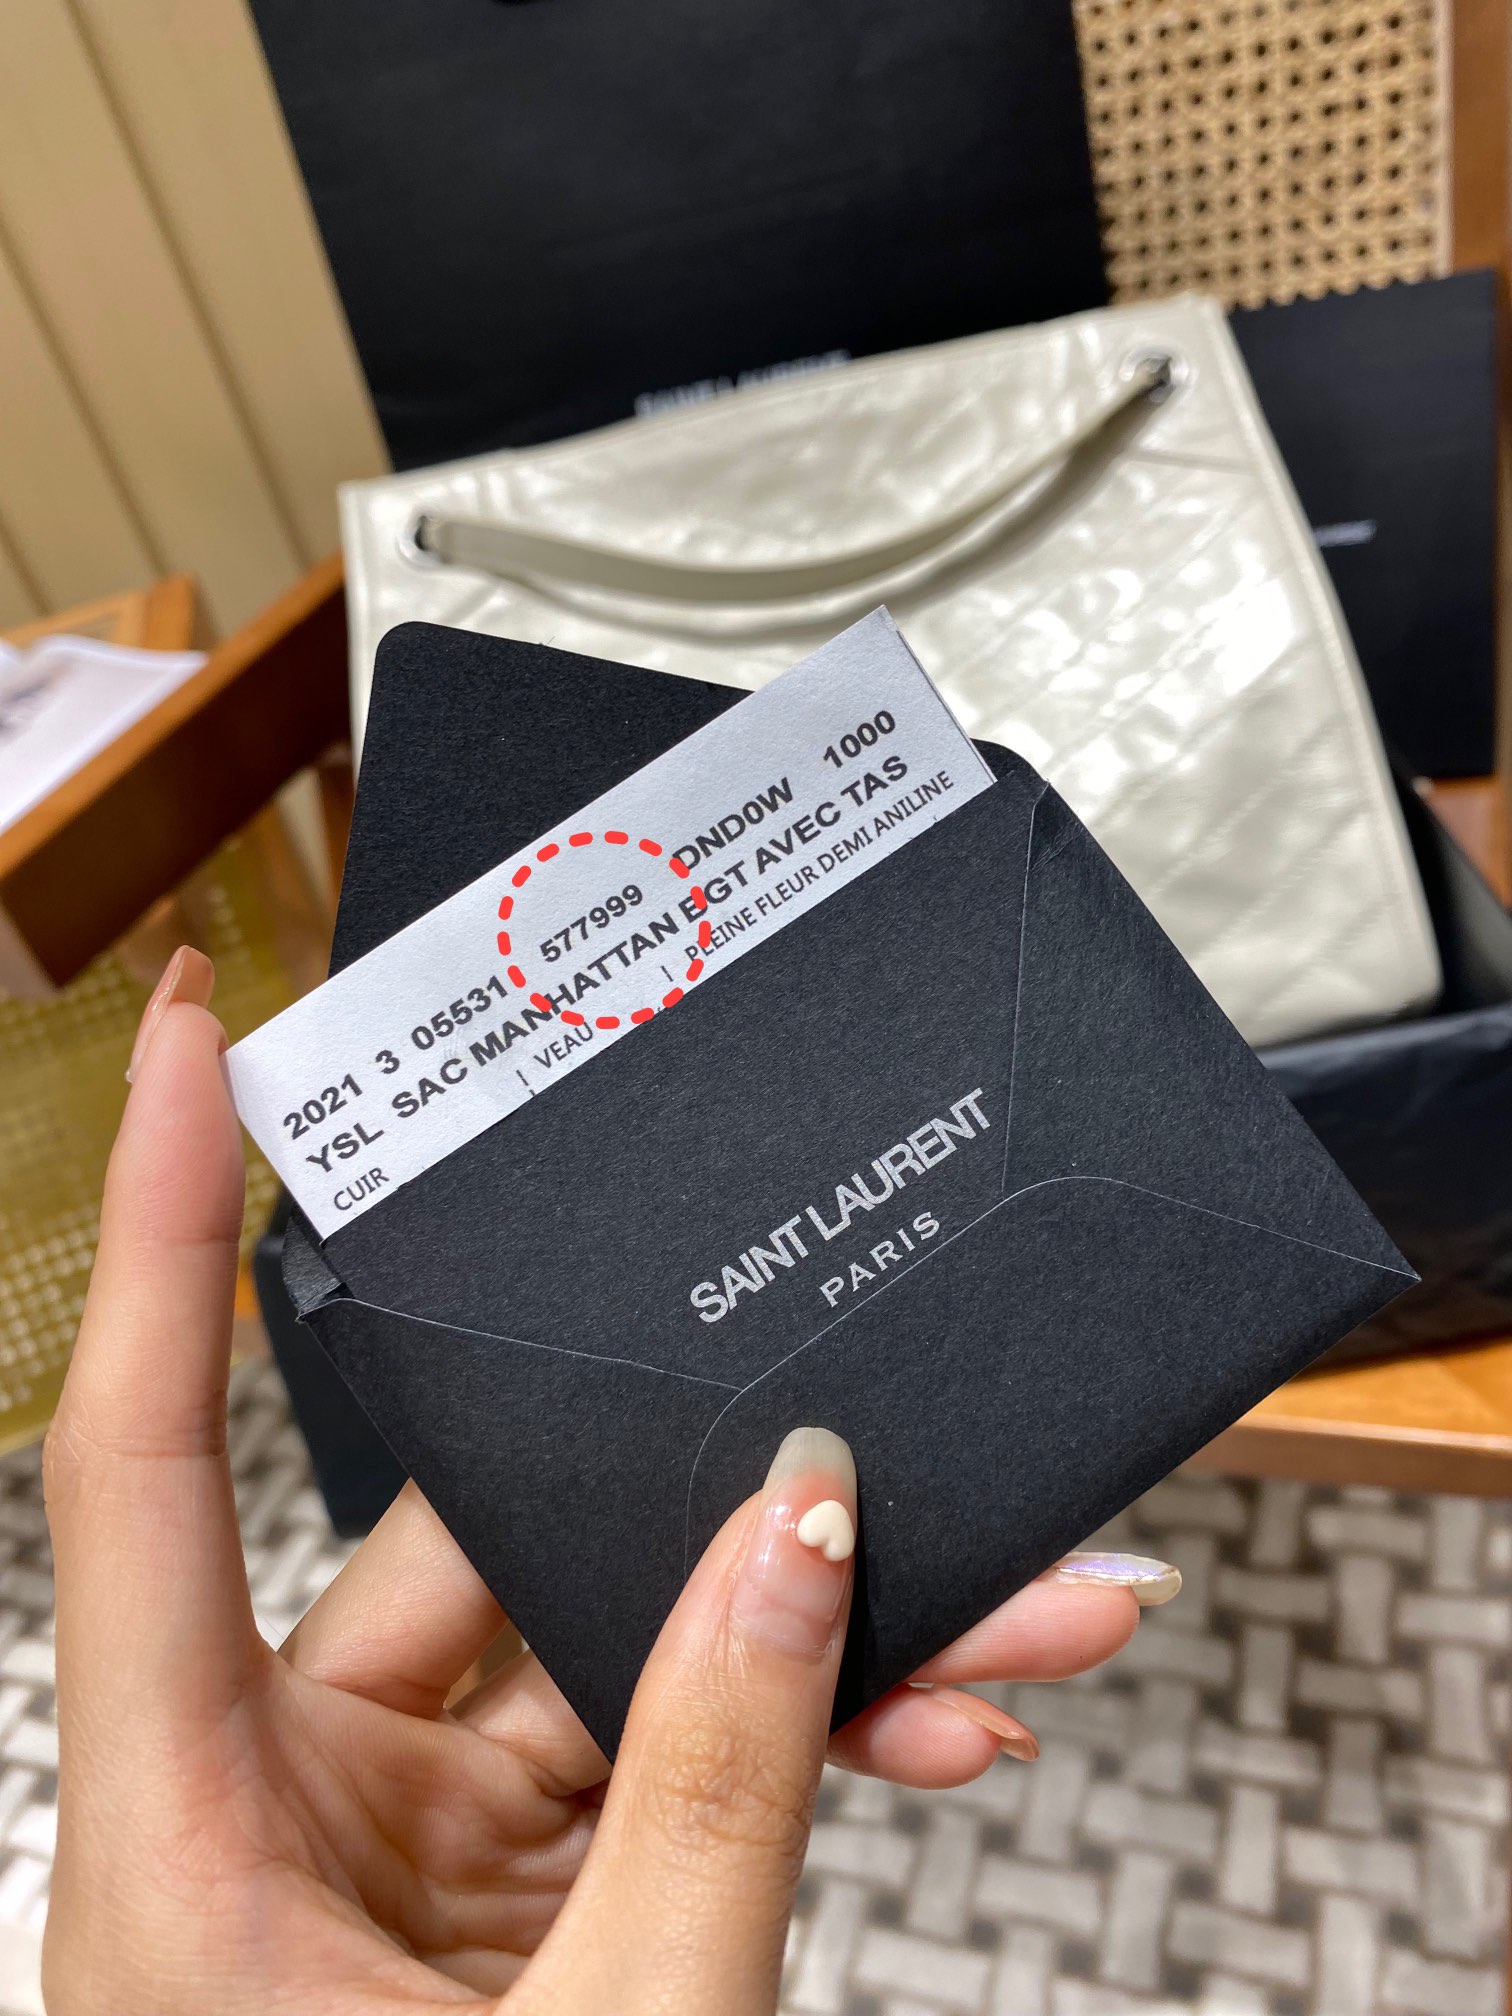 2021 3 05531 577999 DND0W 1000
YSL SAC MANHATTAN BGT AVEC TAS
CUIR | VEAU | PLEINE FLEUR DEMI ANILINE
SAINT LAURENT
PARIS